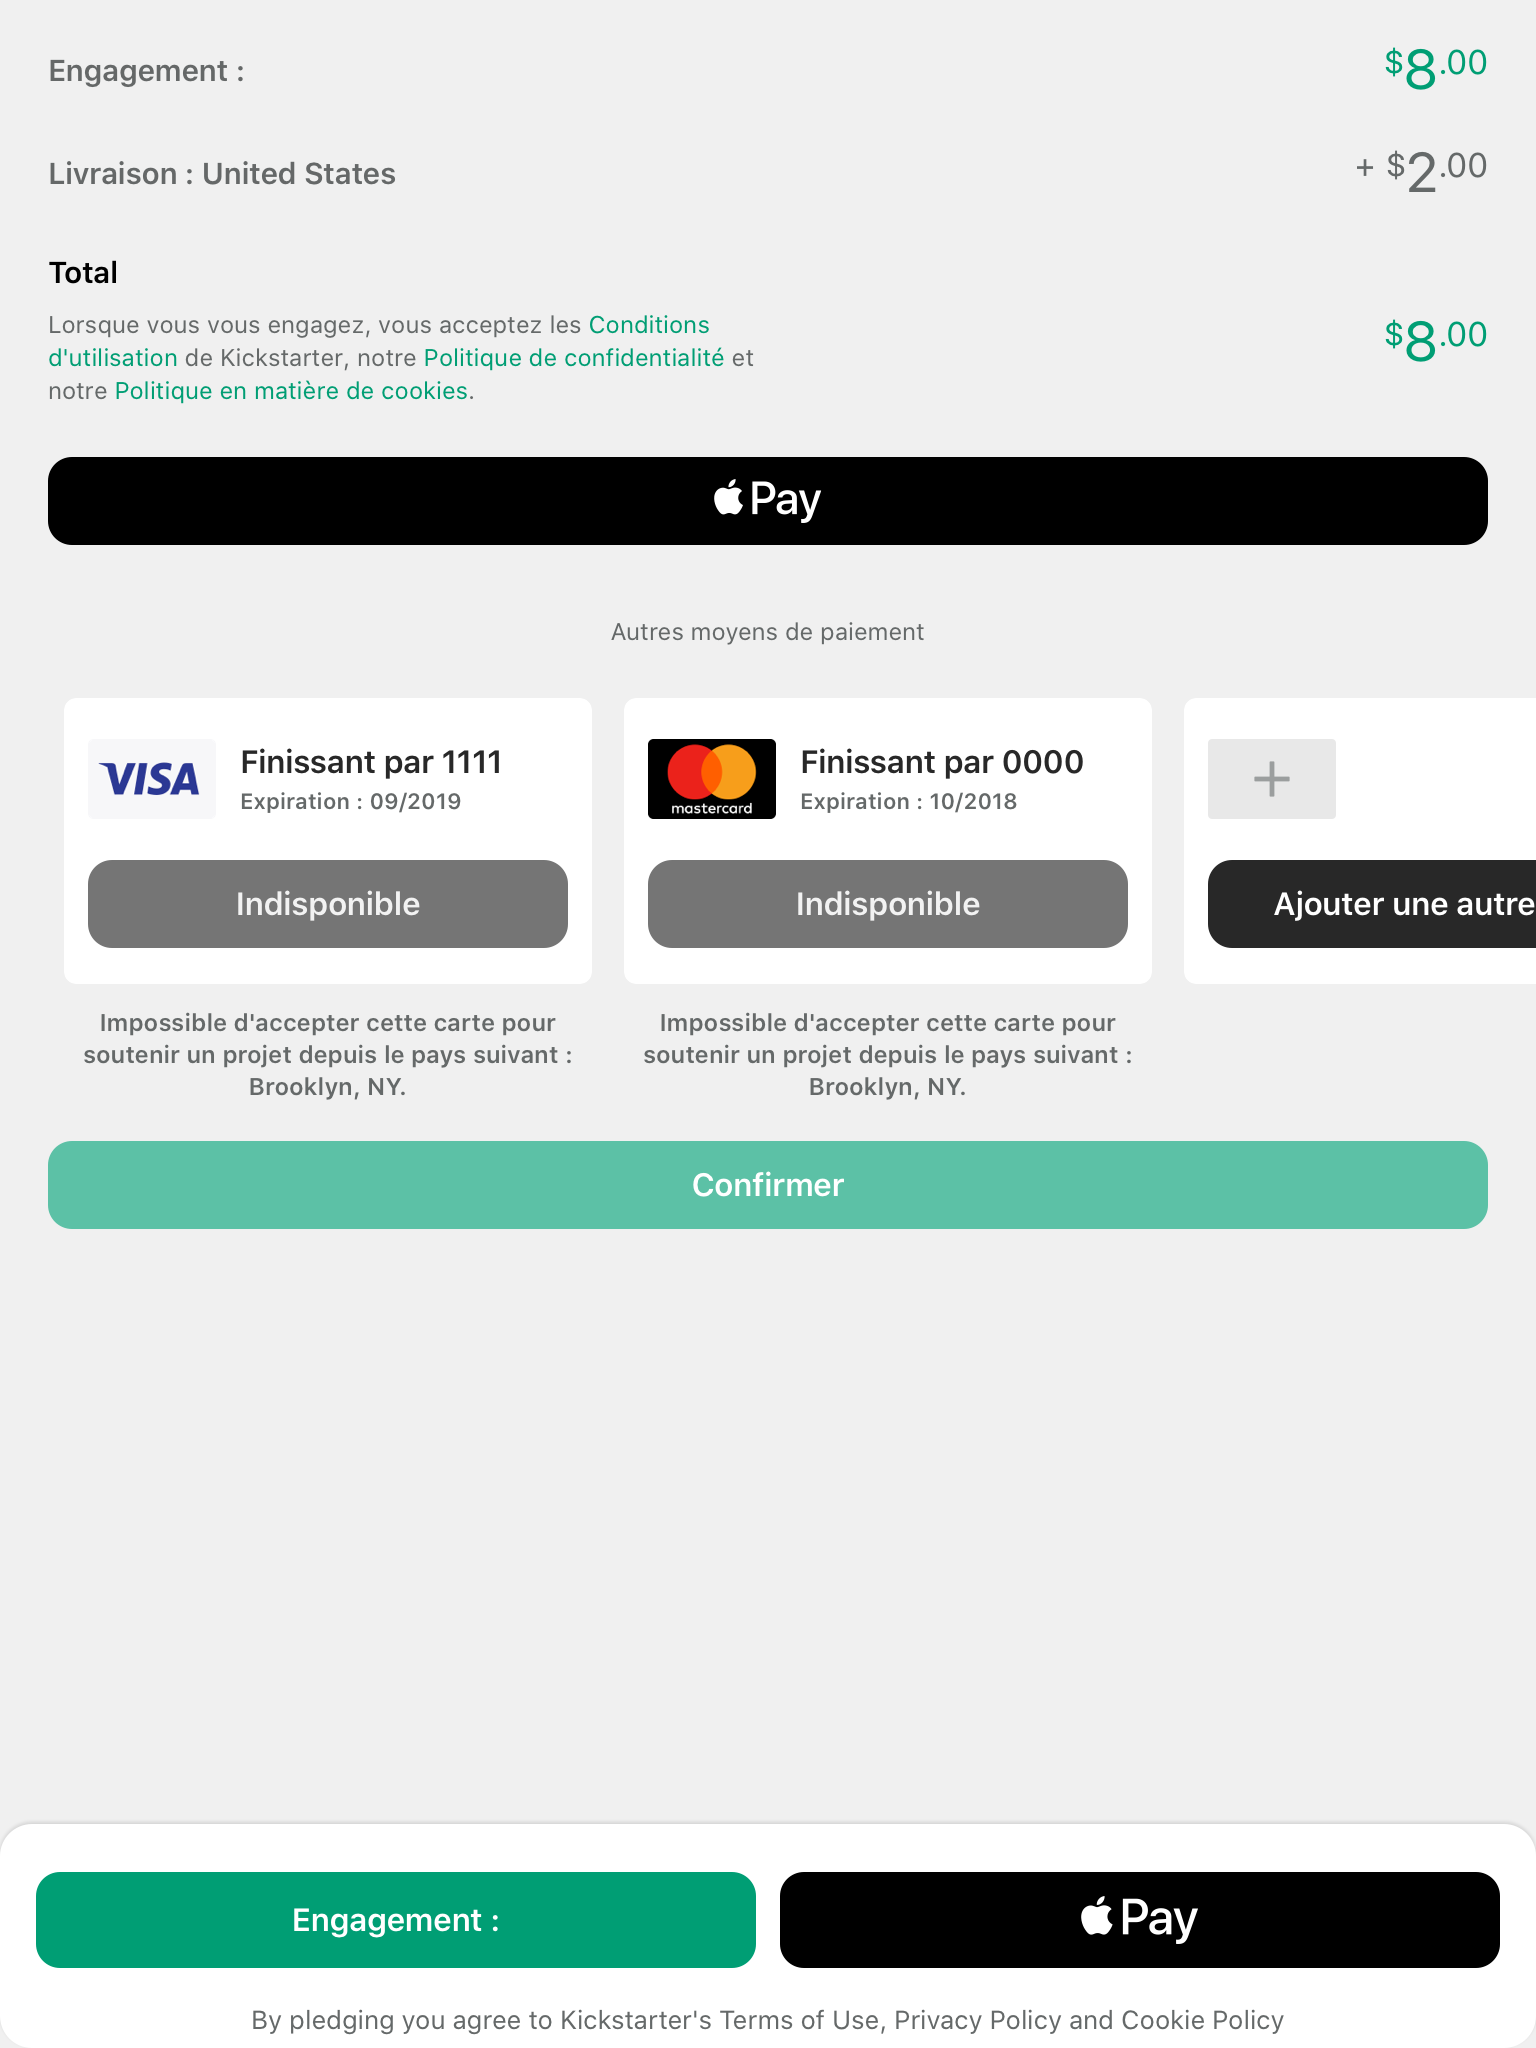 Engagement : $8.00
Livraison : United States + $2.00
Total
Lorsque vous vous engagez, vous acceptez les Conditions
d'utilisation de Kickstarter, notre Politique de confidentialité et
notre Politique en matière de cookies.
$8.00
Pay
Autres moyens de paiement
VISA
Finissant par 1111
Expiration : 09/2019
Indisponible
Impossible d'accepter cette carte pour
soutenir un projet depuis le pays suivant :
Brooklyn, NY.
mastercard
Finissant par 0000
Expiration : 10/2018
Indisponible
Impossible d'accepter cette carte pour
soutenir un projet depuis le pays suivant :
Brooklyn, NY.
Ajouter une autre
Confirmer
Engagement :
Pay
By pledging you agree to Kickstarter's Terms of Use, Privacy Policy and Cookie Policy